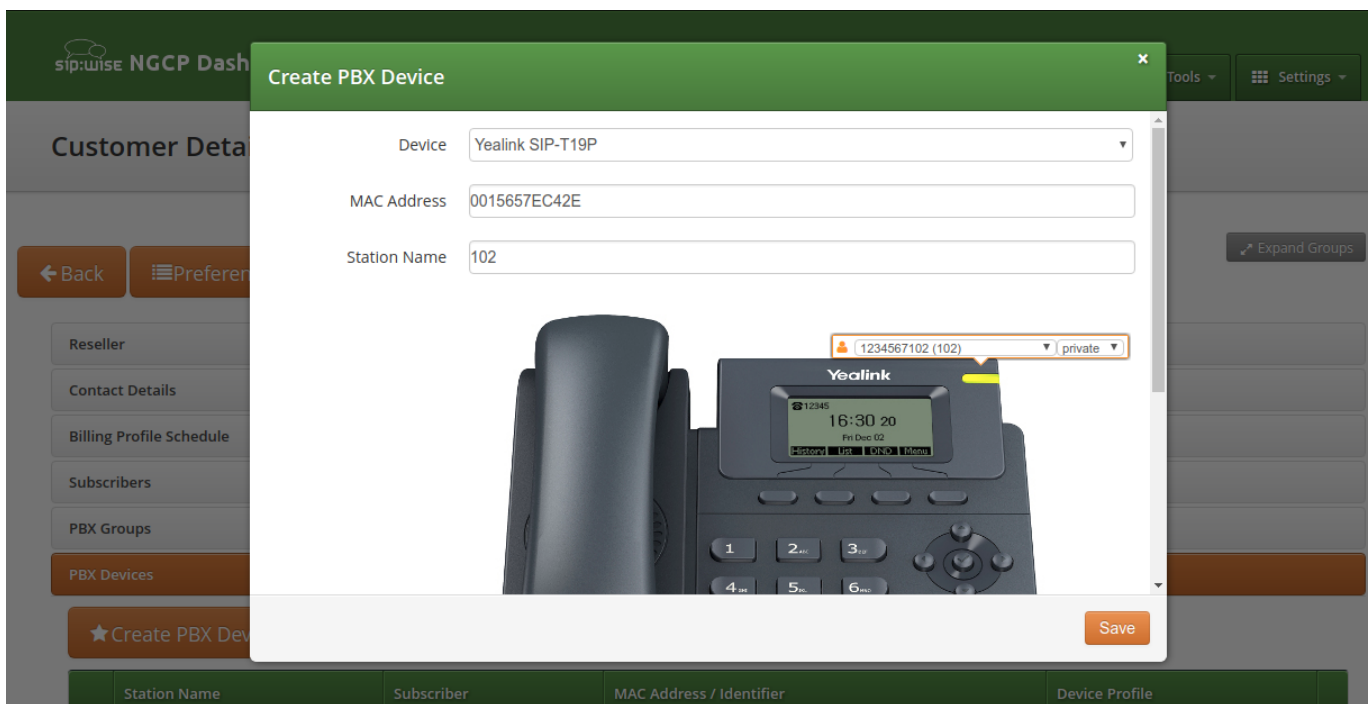 sip:wise NGCP Dash
Tools
Settings
Create PBX Device
×
Customer Detai
Device Yealink SIP-T19P
MAC Address 0015657EC42E
Station Name 102
Expand Groups
Back
Preferen
1234567102 (102) private
Reseller
Contact Details
Billing Profile Schedule
Subscribers
PBX Groups
PBX Devices
Yealink
12345
16:30 20
Fri Dec 02
History List DND Menu
1 2 ABC 3
4 5 6
Create PBX Dev
Save
Station Name Subscriber MAC Address / Identifier Device Profile